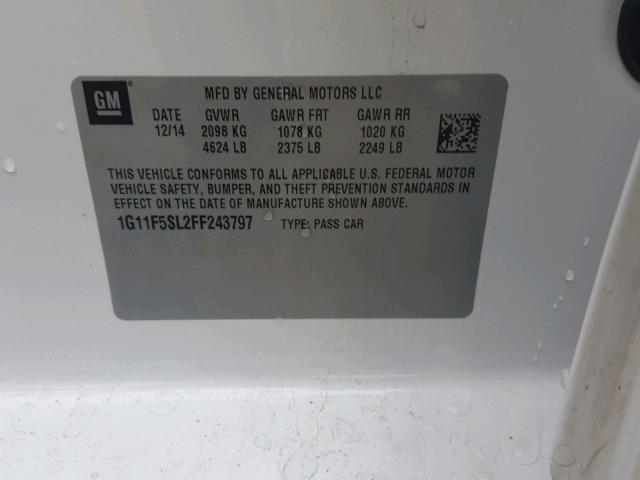 GM ® MFD BY GENERAL MOTORS LLC
DATE GVWR GAWR FRT GAWR RR
12/14 2098 KG 1078 KG 1020 KG
4624 LB 2375 LB 2249 LB
THIS VEHICLE CONFORMS TO ALL APPLICABLE U.S. FEDERAL MOTOR
VEHICLE SAFETY, BUMPER, AND THEFT PREVENTION STANDARDS
IN EFFECT ON THE DATE OF MANUFACTURE SHOWN ABOVE.
1G11F5SL2FF243797 TYPE: PASS CAR